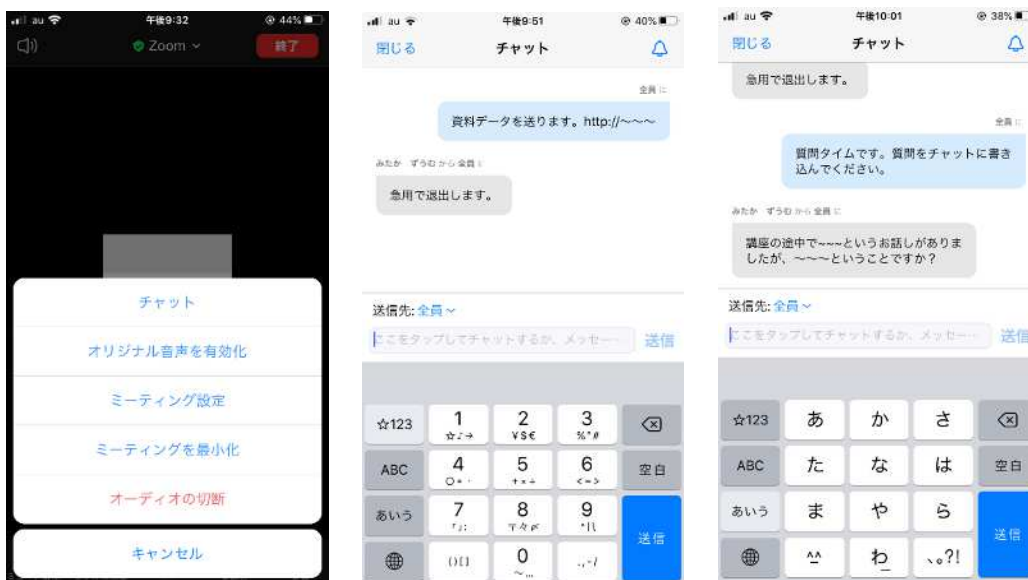 au
午後9:32
44%
Zoom
終了
チャット
オリジナル音声を有効化
ミーティング設定
ミーティングを最小化
オーディオの切断
キャンセル
au
午後9:51
40%
閉じる
チャット
全員 に
資料データを送ります。http://～～～
みたか ずうむ から 全員 に
急用で退出します。
送信先: 全員
ここをタップしてチャットするか、メッセー…
送信
☆123
1
☆♪→
2
¥$€
3
%°#
ABC
4
○*・
5
+×÷
6
<=>
空白
あいう
7
「」:
8
〒々〆
9
^|\
送信
()[]
0
～…
.,-/
au
午後10:01
38%
閉じる
チャット
急用で退出します。
全員 に
質問タイムです。質問をチャットに書き
込んでください。
みたか ずうむ から 全員 に
講座の途中で~~~というお話しがありま
したが、～～～ということですか?
送信先: 全員
ここをタップしてチャットするか、メッセー…
送信
☆123
あ
か
さ
ABC
た
な
は
空白
あいう
ま
や
ら
送信
^^
わ
、。?!